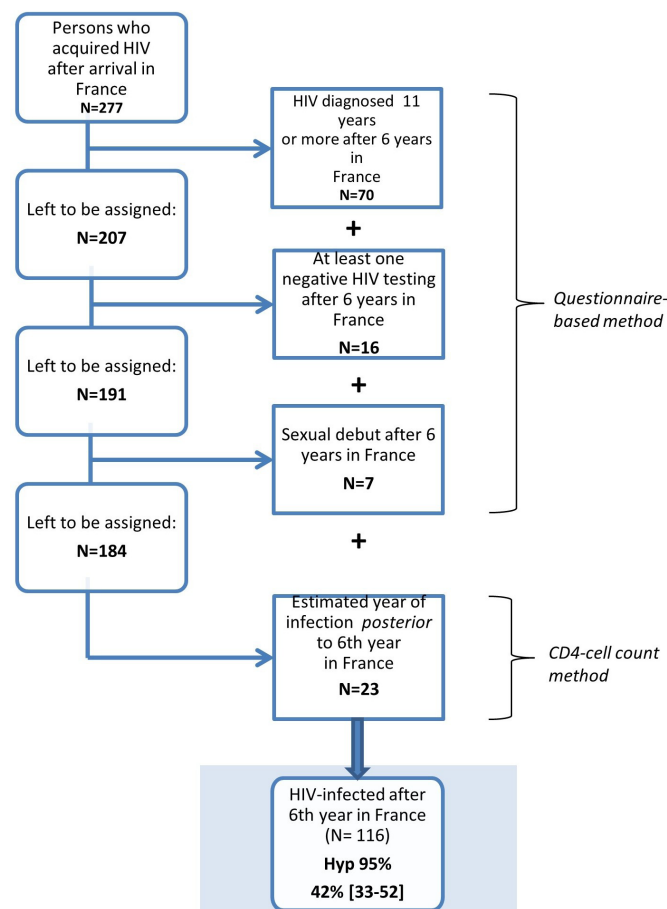 Persons who
acquired HIV
after arrival in
France
N=277
HIV diagnosed 11
years
or more after 6 years
in
France
N=70
+
Left to be assigned:
N=207
At least one
negative HIV testing
after 6 years in
France
N=16
+
Questionnaire-
based method
Left to be assigned:
N=191
Sexual debut after 6
years in France
N=7
+
Left to be assigned:
N=184
Estimated year of
infection posterior
to 6th year
in France
N=23
CD4-cell count
method
HIV-infected after
6th year in France
(N= 116)
Hyp 95%
42% [33-52]